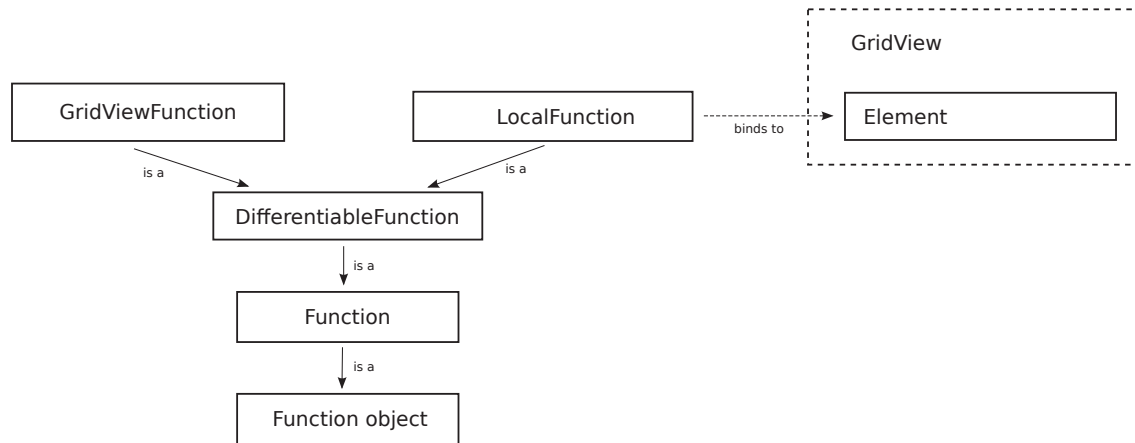 GridView
GridViewFunction
LocalFunction
binds to
Element
is a
is a
DifferentiableFunction
is a
Function
is a
Function object